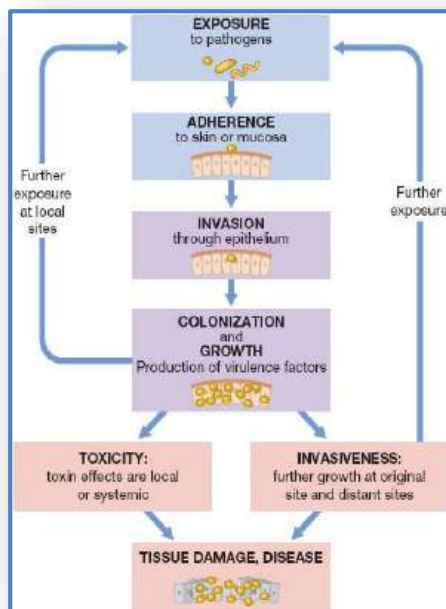 EXPOSURE
to pathogens
ADHERENCE
to skin or mucosa
Further
exposure
at local
sites
Further
exposure
INVASION
through epithelium
COLONIZATION
and
GROWTH
Production of virulence factors
TOXICITY:
toxin effects are local
or systemic
INVASIVENESS:
further growth at original
site and distant sites
TISSUE DAMAGE, DISEASE